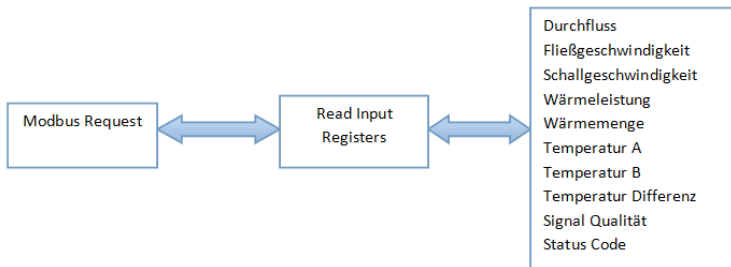 Modbus Request
Read Input
Registers
Durchfluss
Fließgeschwindigkeit
Schallgeschwindigkeit
Wärmeleistung
Wärmemenge
Temperatur A
Temperatur B
Temperatur Differenz
Signal Qualität
Status Code